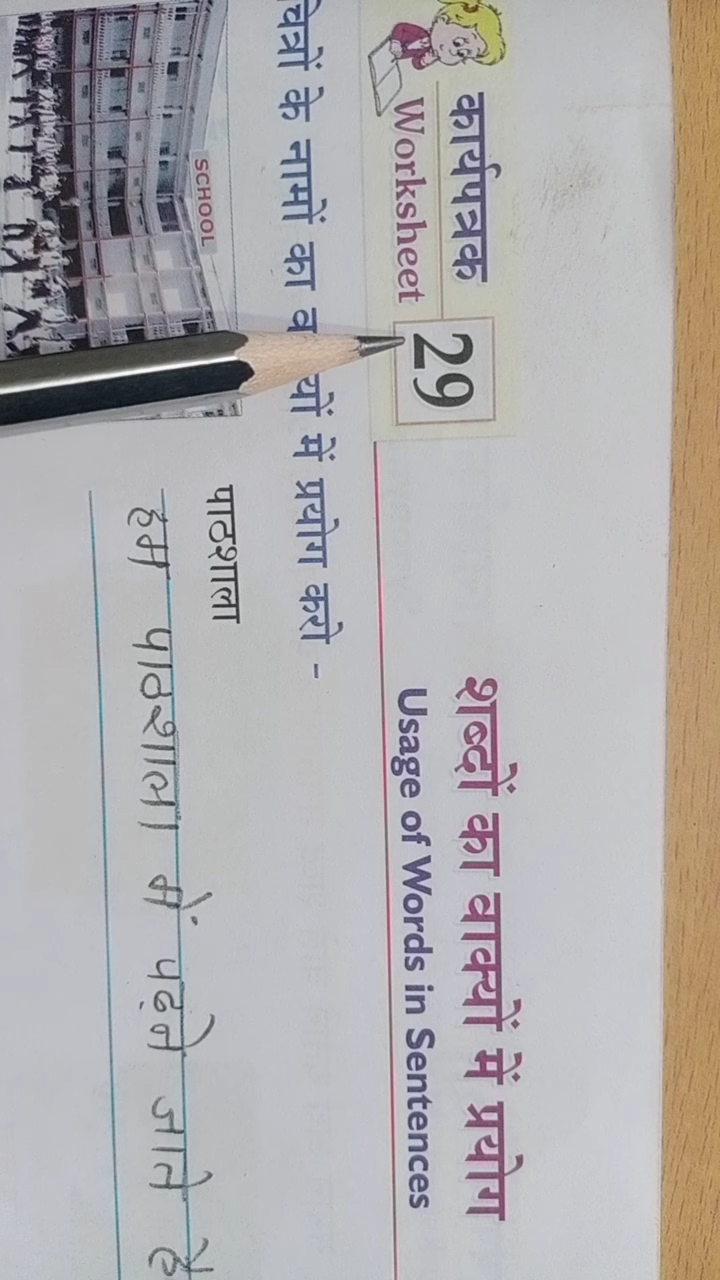 कार्यपत्रक
Worksheet
29
शब्दों का वाक्यों में प्रयोग
Usage of Words in Sentences
चित्रों के नामों का में प्रयोग करो -
SCHOOL
पाठशाला
हम पाठशाला में पढ़ने जाते हैं